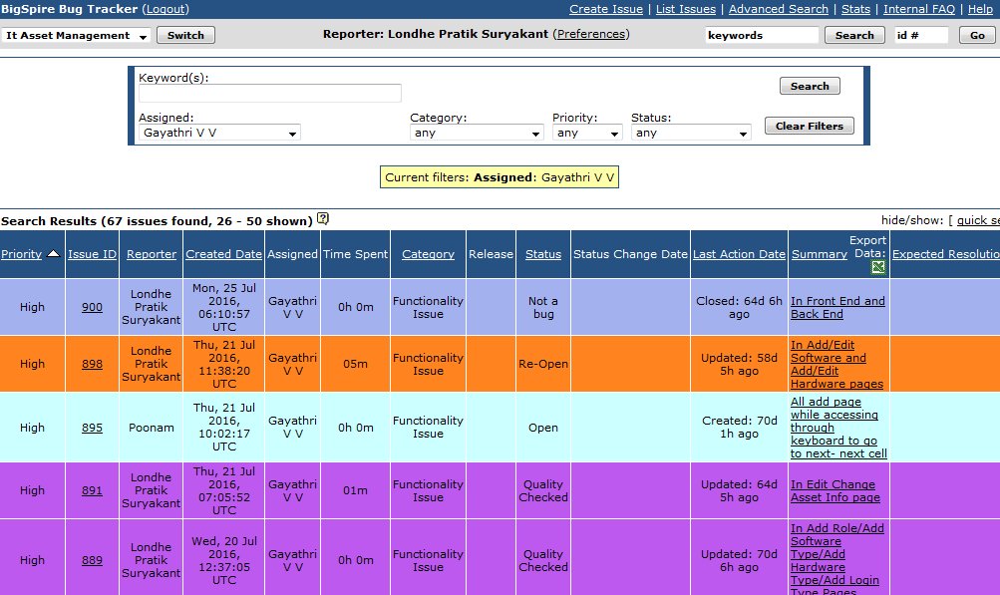 BigSpire Bug Tracker (Logout) Create Issue | List Issues | Advanced Search | Stats | Internal FAQ | Help
It Asset Management Switch Reporter: Londhe Pratik Suryakant (Preferences) keywords Search id # Go
Keyword(s):
Search
Assigned: Category: Priority: Status:
Gayathri V V any any any Clear Filters
Current filters: Assigned: Gayathri V V
Search Results (67 issues found, 26 - 50 shown) ? hide/show: [ quick se
Priority Issue ID Reporter Created Date Assigned Time Spent Category Release Status Status Change Date Last Action Date Summary Export Data: Expected Resolutio
High
900
Londhe
Pratik
Suryakant
Mon, 25 Jul
2016,
06:10:57
UTC
Gayathri
V V
0h 0m
Functionality
Issue
Not a
bug
Closed: 64d 6h
ago
In Front End and
Back End
High
898
Londhe
Pratik
Suryakant
Thu, 21 Jul
2016,
11:38:20
UTC
Gayathri
V V
05m
Functionality
Issue
Re-Open
Updated: 58d
5h ago
In Add/Edit
Software and
Add/Edit
Hardware pages
High
895
Poonam
Thu, 21 Jul
2016,
10:02:17
UTC
Gayathri
V V
0h 0m
Functionality
Issue
Open
Created: 70d
1h ago
All add page
while accessing
through
keyboard to go
to next- next cell
High
891
Londhe
Pratik
Suryakant
Thu, 21 Jul
2016,
07:05:52
UTC
Gayathri
V V
01m
Functionality
Issue
Quality
Checked
Updated: 64d
5h ago
In Edit Change
Asset Info page
High
889
Londhe
Pratik
Suryakant
Wed, 20 Jul
2016,
12:37:05
UTC
Gayathri
V V
0h 0m
Functionality
Issue
Quality
Checked
Updated: 70d
6h ago
In Add Role/Add
Software
Type/Add
Hardware
Type/Add Login
Type Pages